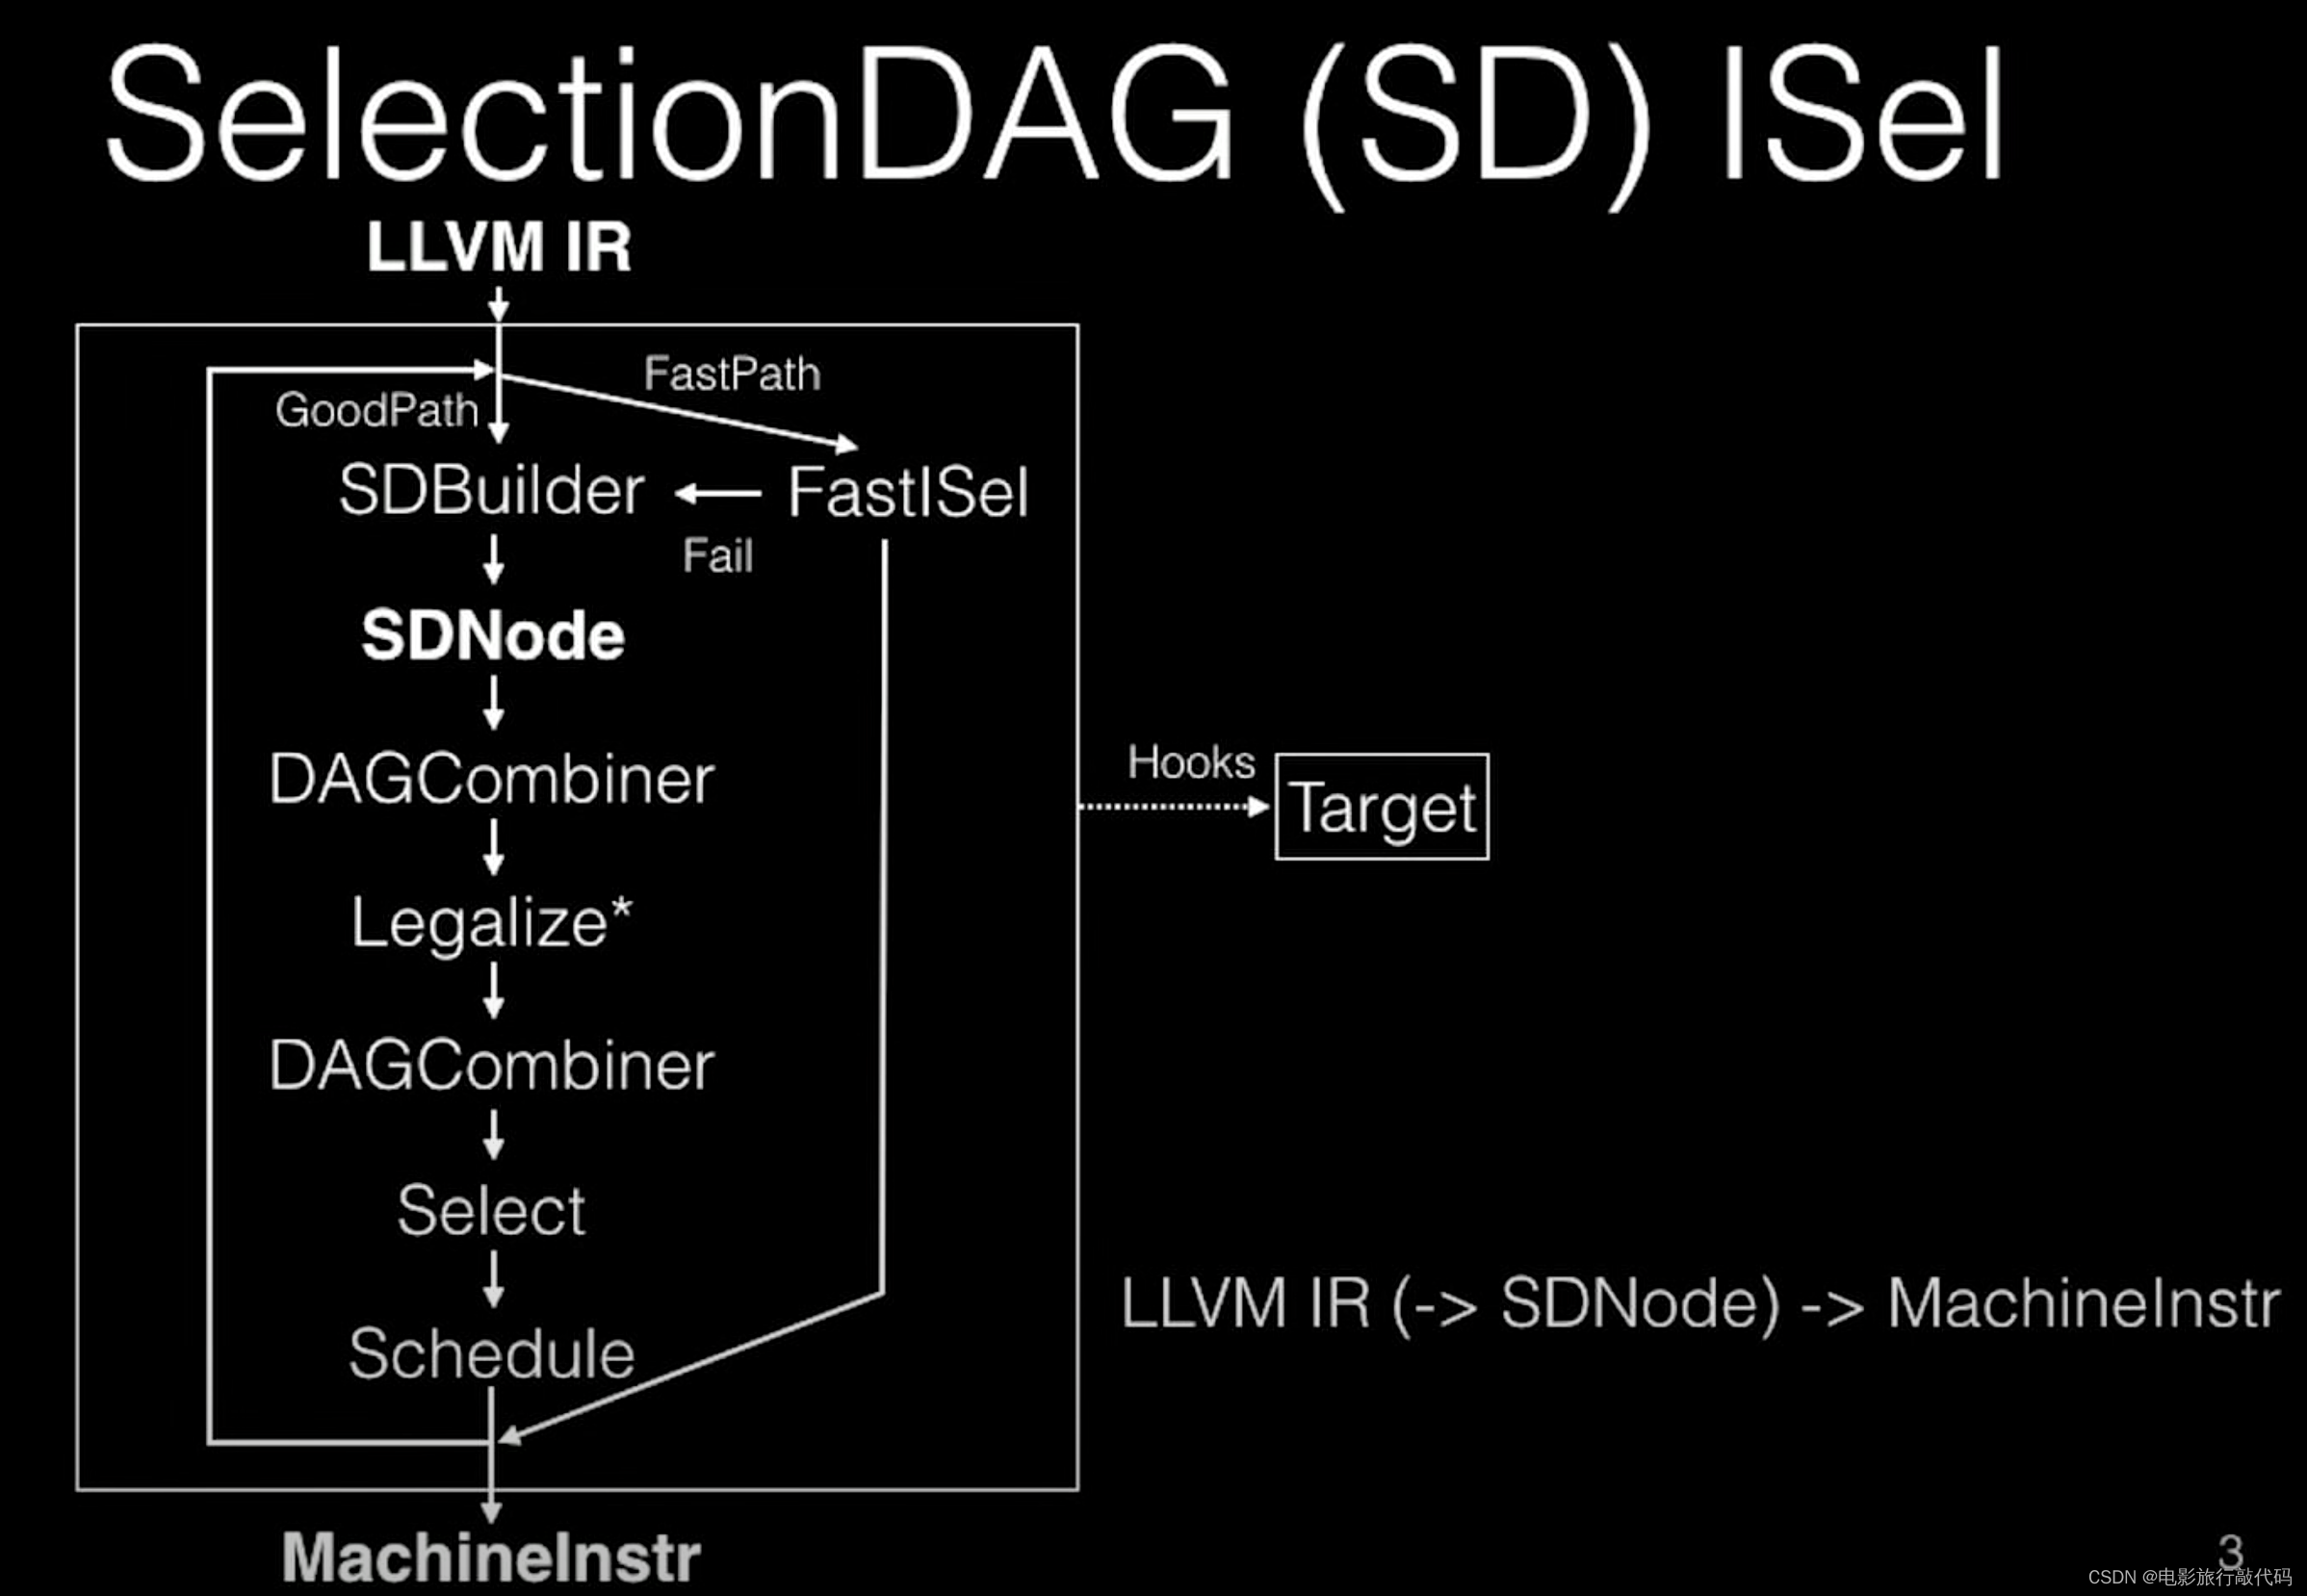 SelectionDAG (SD) ISel
LLVM IR
FastPath
GoodPath
SDBuilder
FastISel
Fail
SDNode
DAGCombiner
Hooks
Target
Legalize*
DAGCombiner
Select
LLVM IR (-> SDNode) -> MachineInstr
Schedule
MachineInstr
3
CSDN @电影旅行敲代码